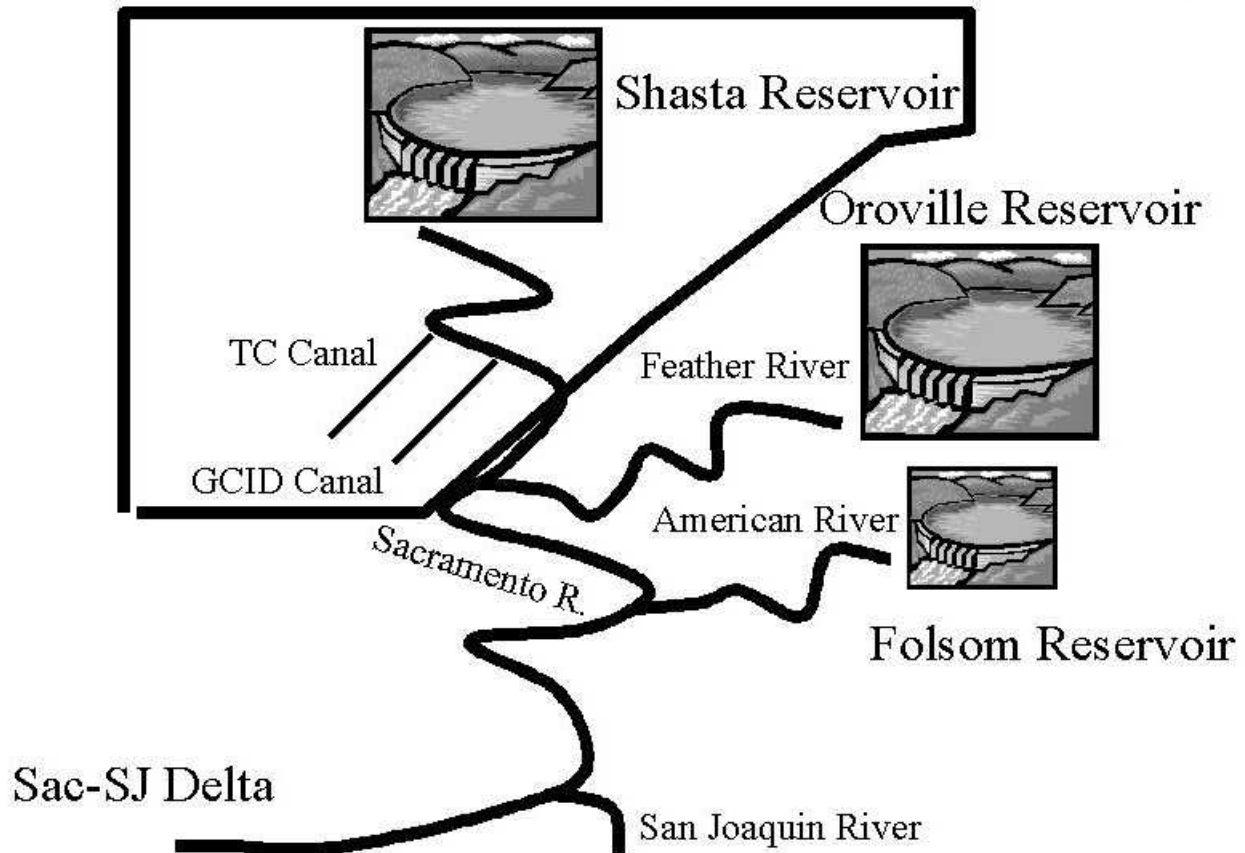 Shasta Reservoir
Oroville Reservoir
TC Canal
Feather River
GCID Canal
American River
Sacramento R.
Folsom Reservoir
Sac-SJ Delta
San Joaquin River